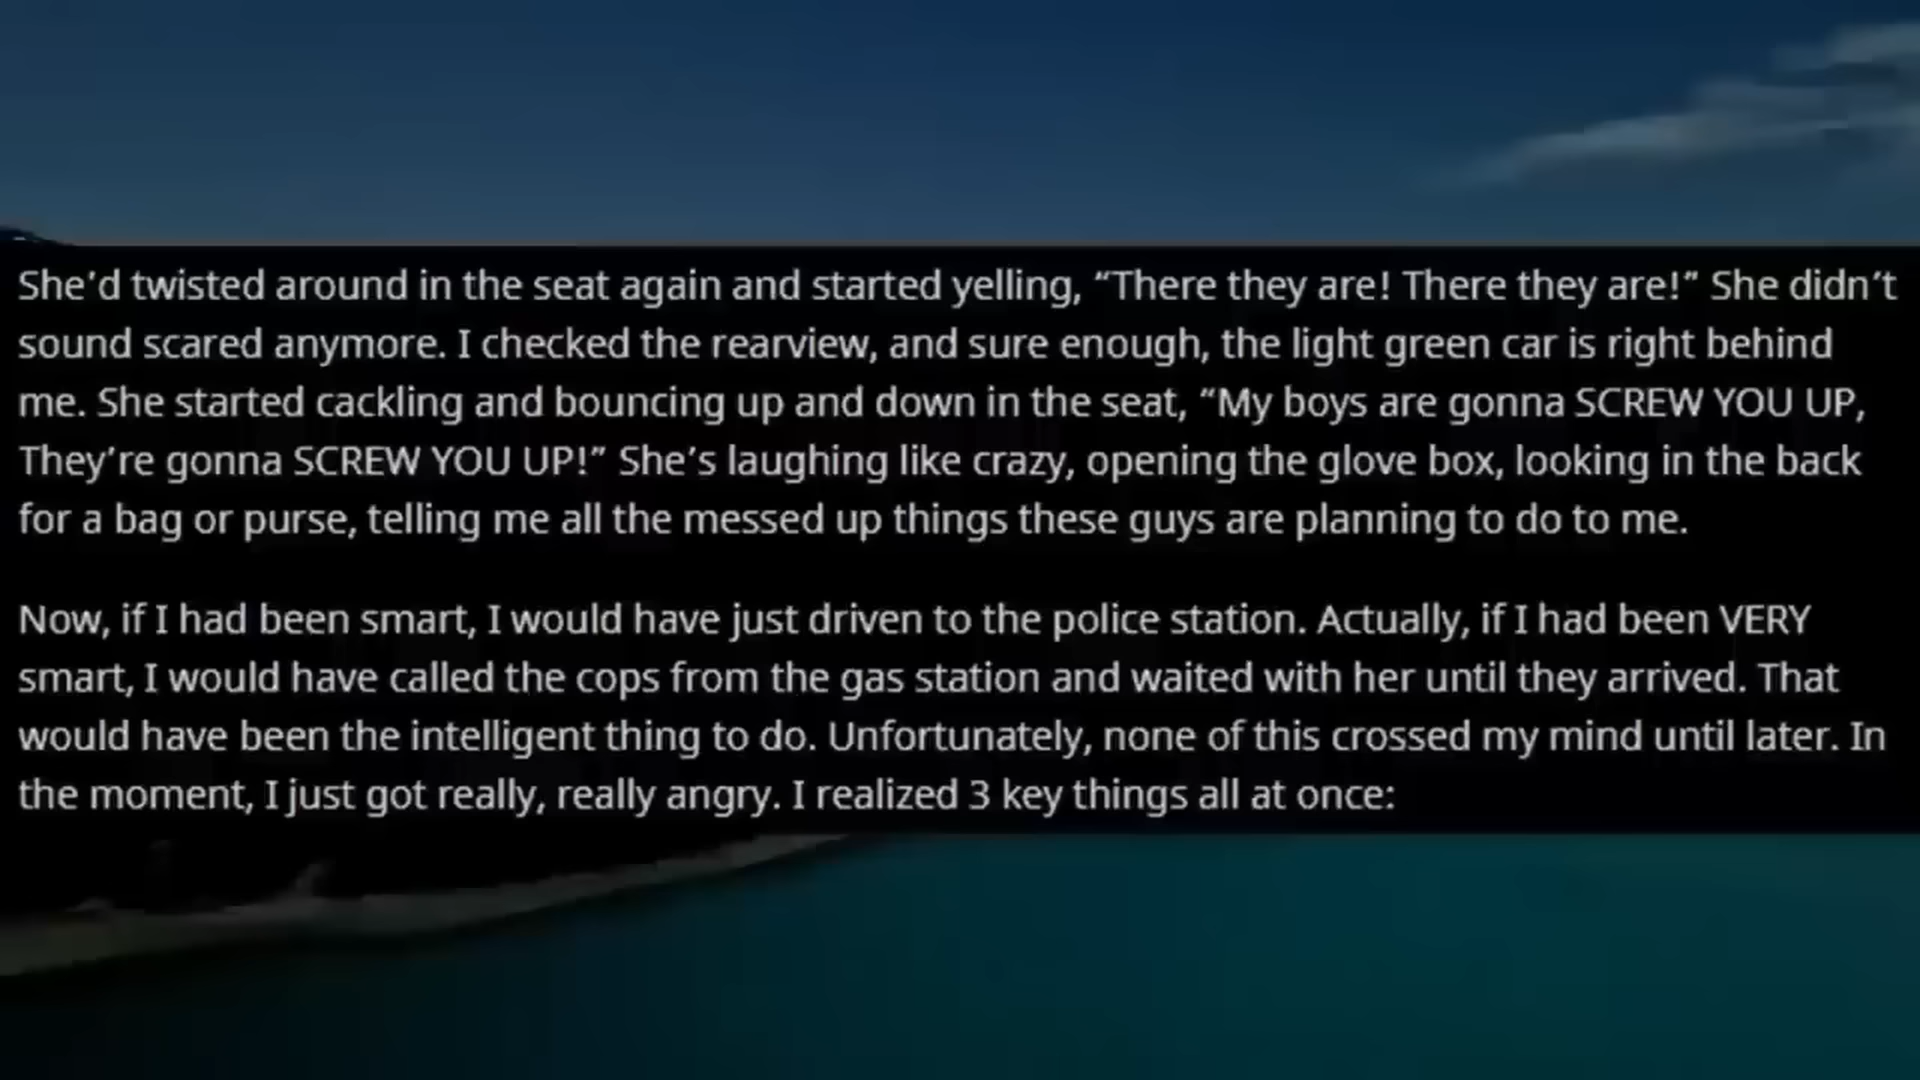 She’d twisted around in the seat again and started yelling, “There they are! There they are!” She didn’t
sound scared anymore. I checked the rearview, and sure enough, the light green car is right behind
me. She started cackling and bouncing up and down in the seat, “My boys are gonna SCREW YOU UP,
They’re gonna SCREW YOU UP!” She’s laughing like crazy, opening the glove box, looking in the back
for a bag or purse, telling me all the messed up things these guys are planning to do to me.
Now, if I had been smart, I would have just driven to the police station. Actually, if I had been VERY
smart, I would have called the cops from the gas station and waited with her until they arrived. That
would have been the intelligent thing to do. Unfortunately, none of this crossed my mind until later. In
the moment, I just got really, really angry. I realized 3 key things all at once: